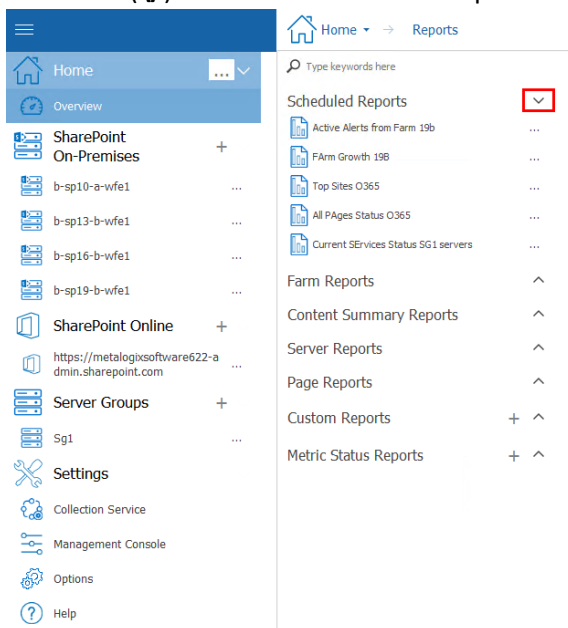 Home
...
Overview
SharePoint
On-Premises
+
b-sp10-a-wfe1
...
b-sp13-b-wfe1
...
b-sp16-b-wfe1
...
b-sp19-b-wfe1
...
SharePoint Online
+
https://metalogixsoftware622-a
dmin.sharepoint.com
...
Server Groups
+
Sg1
...
Settings
Collection Service
Management Console
Options
? Help
Home → Reports
Type keywords here
Scheduled Reports
Active Alerts from Farm 19b
...
FArm Growth 19B
...
Top Sites O365
...
All PAges Status O365
...
Current SErvices Status SG1 servers
...
Farm Reports
Content Summary Reports
Server Reports
Page Reports
Custom Reports
+
Metric Status Reports
+